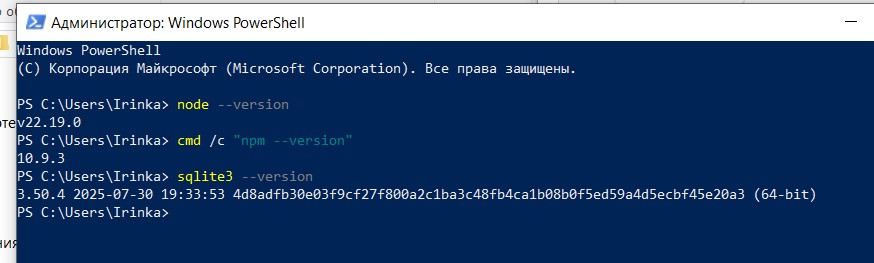 Администратор: Windows PowerShell
Windows PowerShell
(C) Корпорация Майкрософт (Microsoft Corporation). Все права защищены.
PS C:\Users\Irinka> node --version
v22.19.0
PS C:\Users\Irinka> cmd /c "npm --version"
10.9.3
PS C:\Users\Irinka> sqlite3 --version
3.50.4 2025-07-30 19:33:53 4d8adfb30e03f9cf27f800a2c1ba3c48fb4ca1b08b0f5ed59a4d5ecbf45e20a3 (64-bit)
PS C:\Users\Irinka>